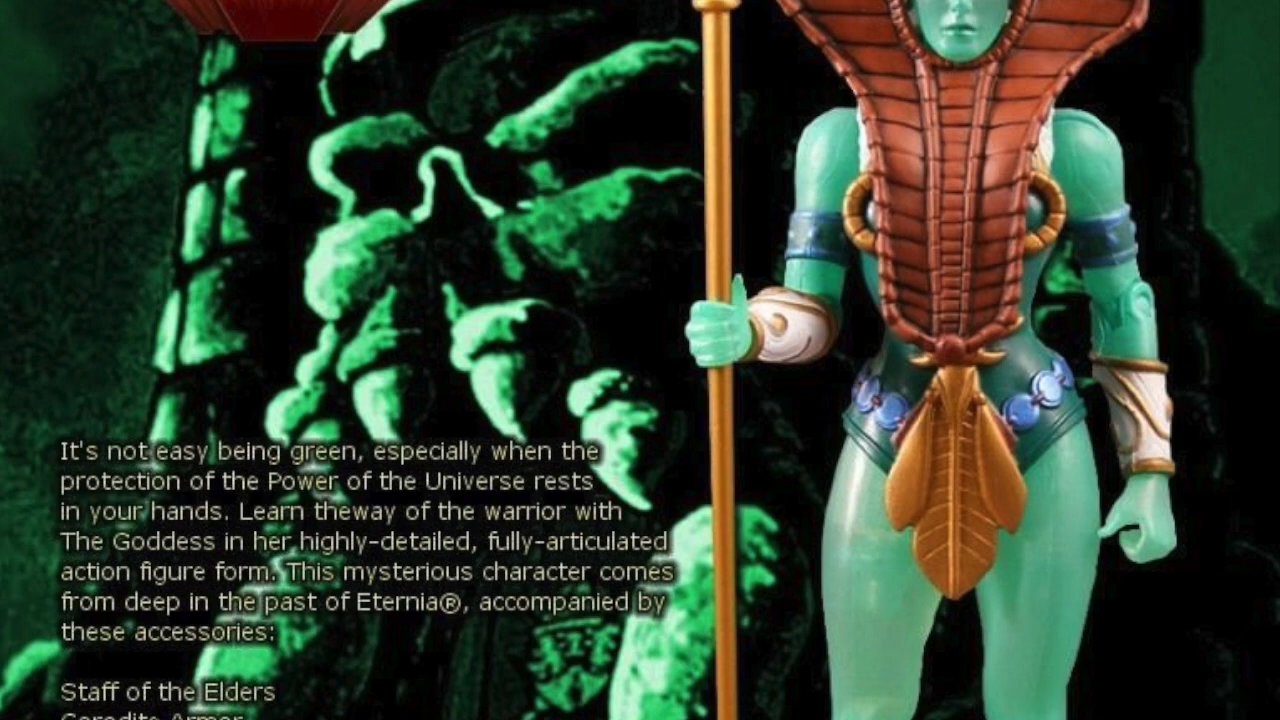 It's not easy being green, especially when the
protection of the Power of the Universe rests
in your hands. Learn theway of the warrior with
The Goddess in her highly-detailed, fully-articulated
action figure form. This mysterious character comes
from deep in the past of Eternia®, accompanied by
these accessories:
Staff of the Elders